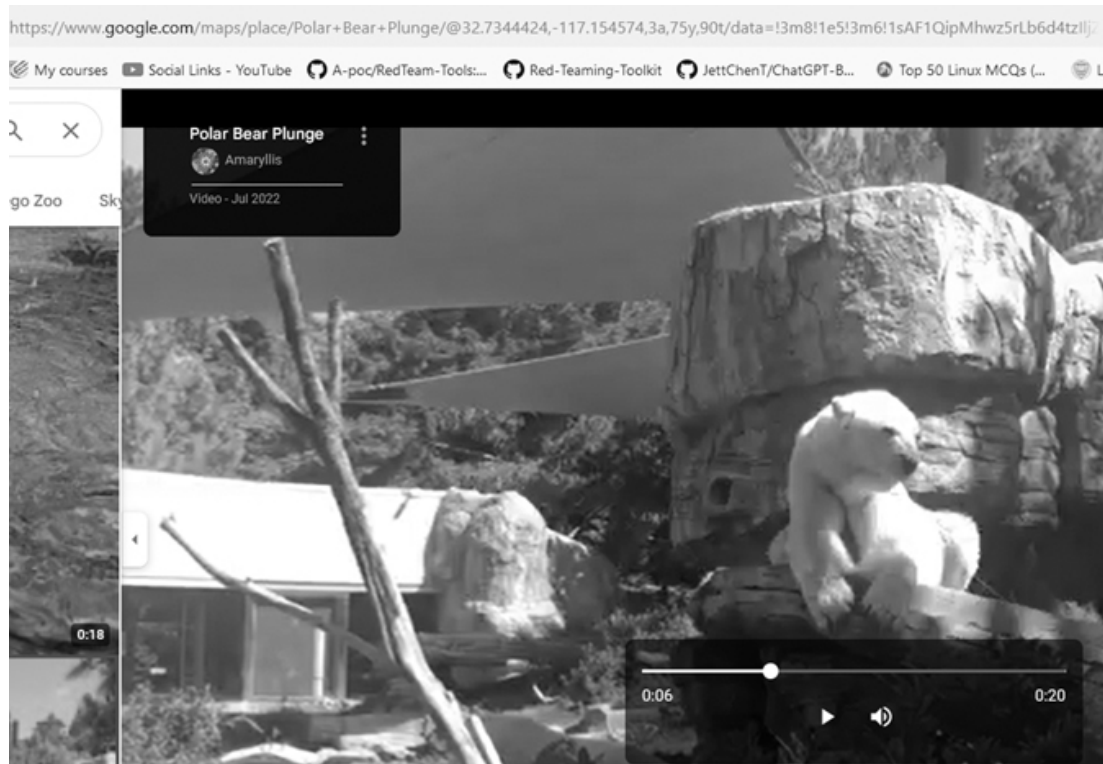 https://www.google.com/maps/place/Polar+Bear+Plunge/@32.7344424,-117.154574,3a,75y,90t/data=!3m8!1e5!3m6!1sAF1QipMhwz5rLb6d4tz
My courses Social Links - YouTube A-poc/RedTeam-Tools:... Red-Teaming-Toolkit JettChenT/ChatGPT-B... Top 50 Linux MCQs (... L
Polar Bear Plunge
Amaryllis
Video - Jul 2022
go Zoo Sky
0:18
0:06 0:20